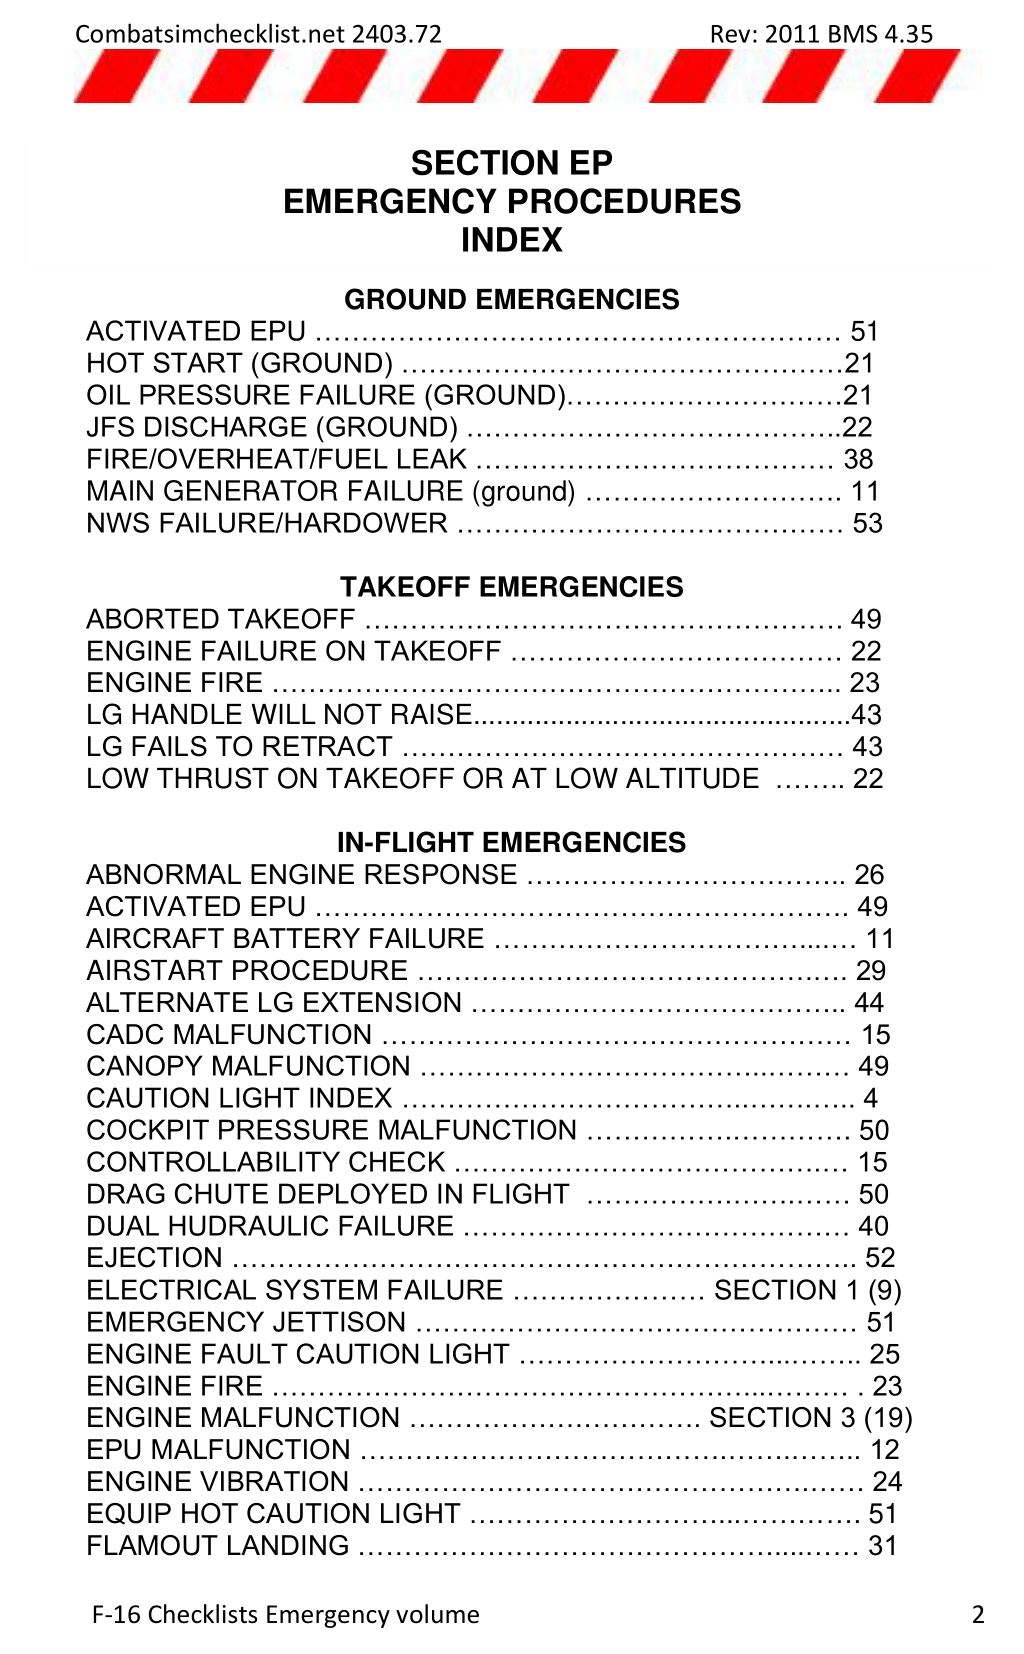 Combatsimchecklist.net 2403.72 Rev: 2011 BMS 4.35
SECTION EP
EMERGENCY PROCEDURES
INDEX
GROUND EMERGENCIES
ACTIVATED EPU ………………………………………………… 51
HOT START (GROUND) …………………………………………21
OIL PRESSURE FAILURE (GROUND)…………………………21
JFS DISCHARGE (GROUND) …………………………………..22
FIRE/OVERHEAT/FUEL LEAK ………………………………… 38
MAIN GENERATOR FAILURE (ground) ………………………. 11
NWS FAILURE/HARDOWER …………………………………… 53
TAKEOFF EMERGENCIES
ABORTED TAKEOFF ……………………………………………. 49
ENGINE FAILURE ON TAKEOFF ……………………………… 22
ENGINE FIRE …………………………………………………….. 23
LG HANDLE WILL NOT RAISE.................................................43
LG FAILS TO RETRACT ………………………………………… 43
LOW THRUST ON TAKEOFF OR AT LOW ALTITUDE …….. 22
IN-FLIGHT EMERGENCIES
ABNORMAL ENGINE RESPONSE …………………………….. 26
ACTIVATED EPU …………………………………………………. 49
AIRCRAFT BATTERY FAILURE ……………………………...…. 11
AIRSTART PROCEDURE …………………………………….…. 29
ALTERNATE LG EXTENSION ………………………………….. 44
CADC MALFUNCTION …………………………………………… 15
CANOPY MALFUNCTION ………………………………..……… 49
CAUTION LIGHT INDEX ……………………………….……….. 4
COCKPIT PRESSURE MALFUNCTION …………….…………. 50
CONTROLLABILITY CHECK …………………………………… 15
DRAG CHUTE DEPLOYED IN FLIGHT ………………….……. 50
DUAL HUDRAULIC FAILURE …………………………………… 40
EJECTION ………………………………………………………….. 52
ELECTRICAL SYSTEM FAILURE ………………… SECTION 1 (9)
EMERGENCY JETTISON ………………………………………… 51
ENGINE FAULT CAUTION LIGHT ………………………...…….. 25
ENGINE FIRE ……………………………………………..……… . 23
ENGINE MALFUNCTION …………………………. SECTION 3 (19)
EPU MALFUNCTION ………………………………….…….…….. 12
ENGINE VIBRATION ………………………………………….…… 24
EQUIP HOT CAUTION LIGHT ………………………..…………. 51
FLAMOUT LANDING ………………………………………....…… 31
F-16 Checklists Emergency volume 2